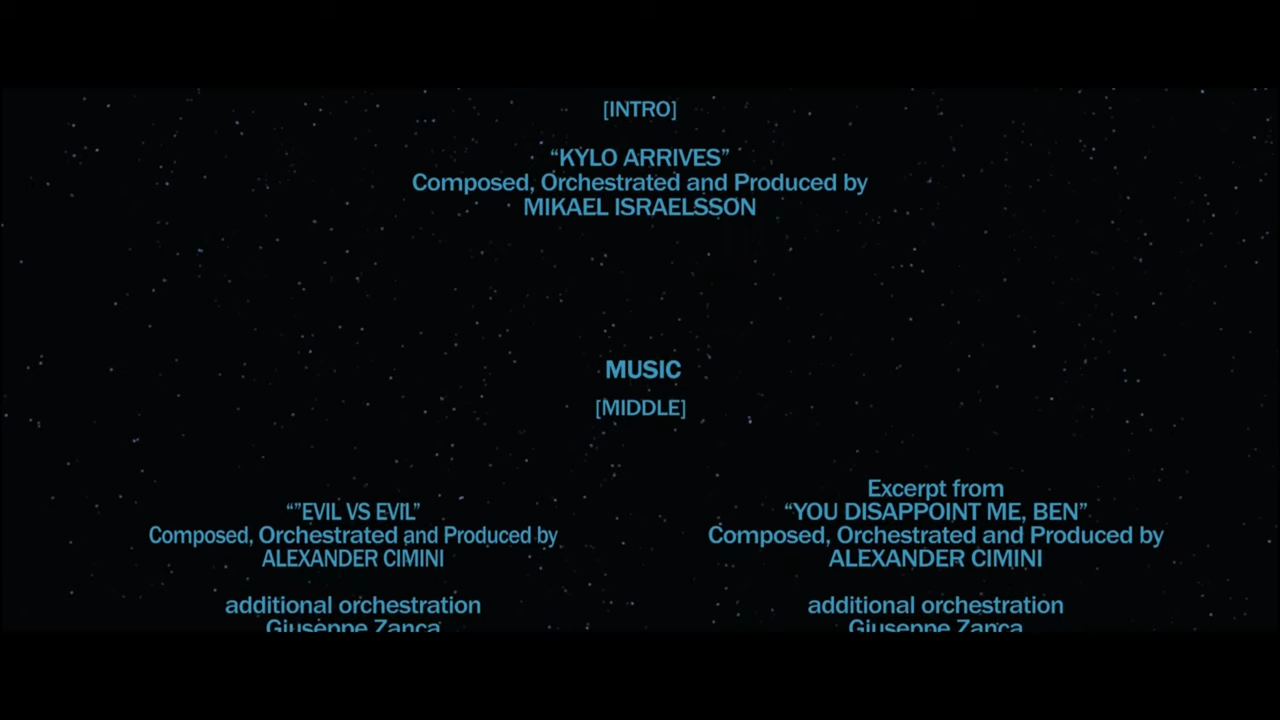 [INTRO]
“KYLO ARRIVES”
Composed, Orchestrated and Produced by
MIKAEL ISRAELSSON
MUSIC
[MIDDLE]
“”EVIL VS EVIL”
Composed, Orchestrated and Produced by
ALEXANDER CIMINI
additional orchestration
Giuseppe Zanca
Excerpt from
“YOU DISAPPOINT ME, BEN”
Composed, Orchestrated and Produced by
ALEXANDER CIMINI
additional orchestration
Giuseppe Zanca